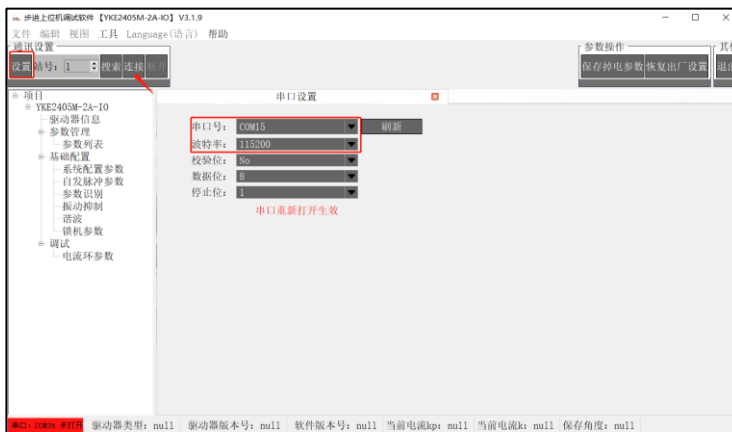 步进上位机调试软件 【YKE2405M-2A-IO】 V3.1.9
文件 编辑 视图 工具 Language(语言) 帮助
通讯设置 参数操作 其
设置 站号: 1 搜索 连接 断开 保存掉电参数 恢复出厂设置 退出
项目
YKE2405M-2A-IO
驱动器信息
参数管理
参数列表
基础配置
系统配置参数
自发脉冲参数
参数识别
振动抑制
谐波
锁机参数
调试
电流环参数
串口设置
串口号: COM15 刷新
波特率: 115200
校验位: No
数据位: 8
停止位: 1
串口重新打开生效
串口: COM36 未打开 驱动器类型: null 驱动器版本号: null 软件版本号: null 当前电流kp: null 当前电流k: null 保存角度: null